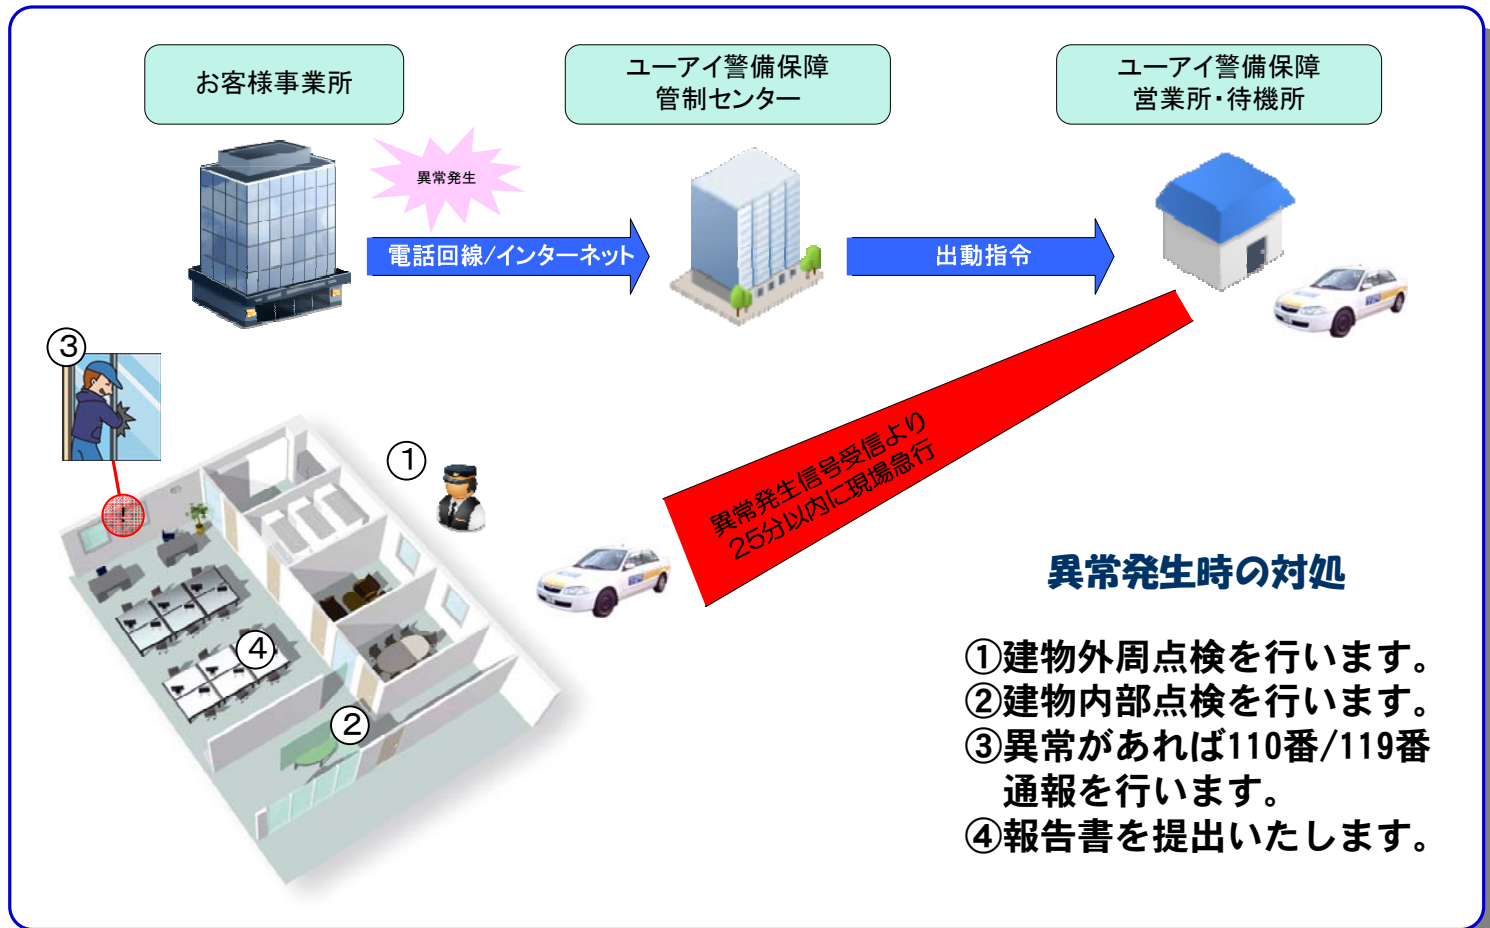 お客様事業所
ユーアイ警備保障
管制センター
ユーアイ警備保障
営業所・待機所
異常発生
電話回線/インターネット
出動指令
③
①
!
異常発生信号受信より
25分以内に現場急行
④
②
異常発生時の対処
①建物外周点検を行います。
②建物内部点検を行います。
③異常があれば110番/119番
通報を行います。
④報告書を提出いたします。